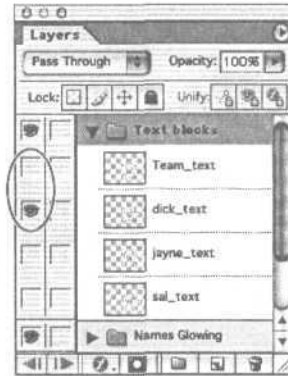 Layers
Pass Through Opacity: 100%
Lock: Unify:
Text blocks
Team_text
dick_text
jayne_text
sal_text
Names Glowing